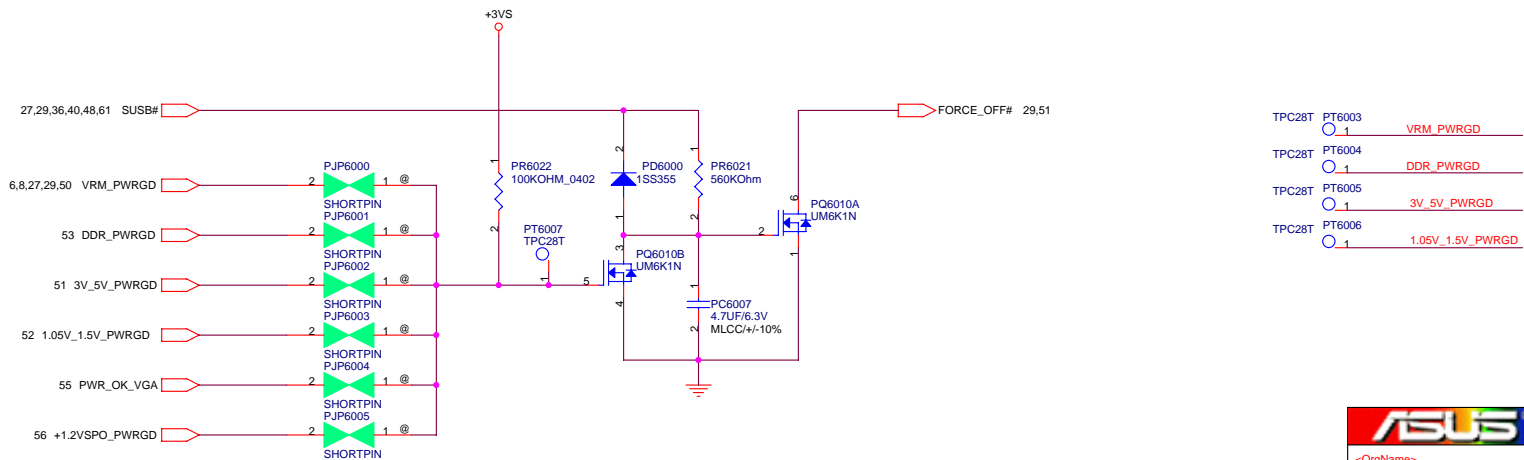 +3VS
27,29,36,40,48,61 SUSB#
FORCE_OFF# 29,51
6,8,27,29,50 VRM_PWRGD
2 PJP6000 1 @
SHORTPIN
53 DDR_PWRGD
2 PJP6001 1 @
SHORTPIN
51 3V_5V_PWRGD
2 PJP6002 1 @
SHORTPIN
52 1.05V_1.5V_PWRGD
2 PJP6003 1 @
SHORTPIN
55 PWR_OK_VGA
2 PJP6004 1 @
SHORTPIN
56 +1.2VSPO_PWRGD
2 PJP6005 1 @
SHORTPIN
1
PR6022
100KOHM_0402
2
PT6007
TPC28T
1
2
PD6000
1SS355
1
1
PR6021
560KOhm
2
3
PQ6010B
UM6K1N
5
4
6
PQ6010A
UM6K1N
2
1
1
PC6007
4.7UF/6.3V
2
MLCC/+/-10%
TPC28T PT6003
1 VRM_PWRGD
TPC28T PT6004
1 DDR_PWRGD
TPC28T PT6005
1 3V_5V_PWRGD
TPC28T PT6006
1 1.05V_1.5V_PWRGD
ASUS
<OrgName>